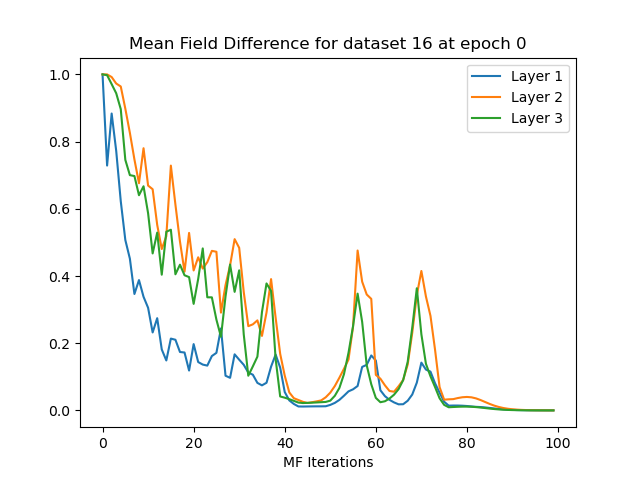 Mean Field Difference for dataset 16 at epoch 0
1.0
0.8
0.6
0.4
0.2
0.0
Layer 1
Layer 2
Layer 3
0 20 40 60 80 100
MF Iterations